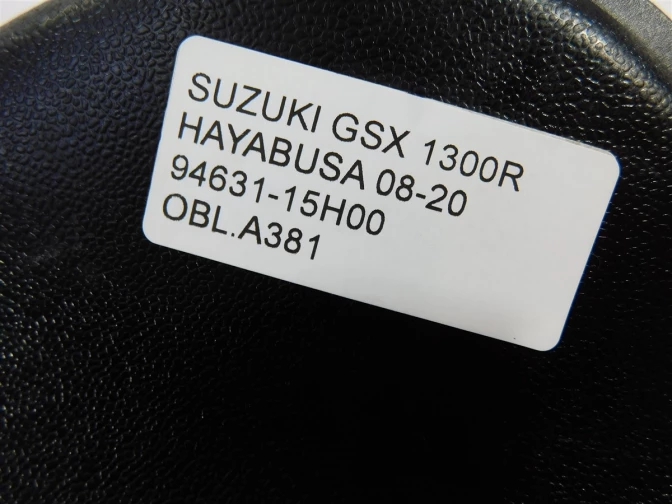 SUZUKI GSX 1300R
HAYABUSA 08-20
94631-15H00
OBL.A381